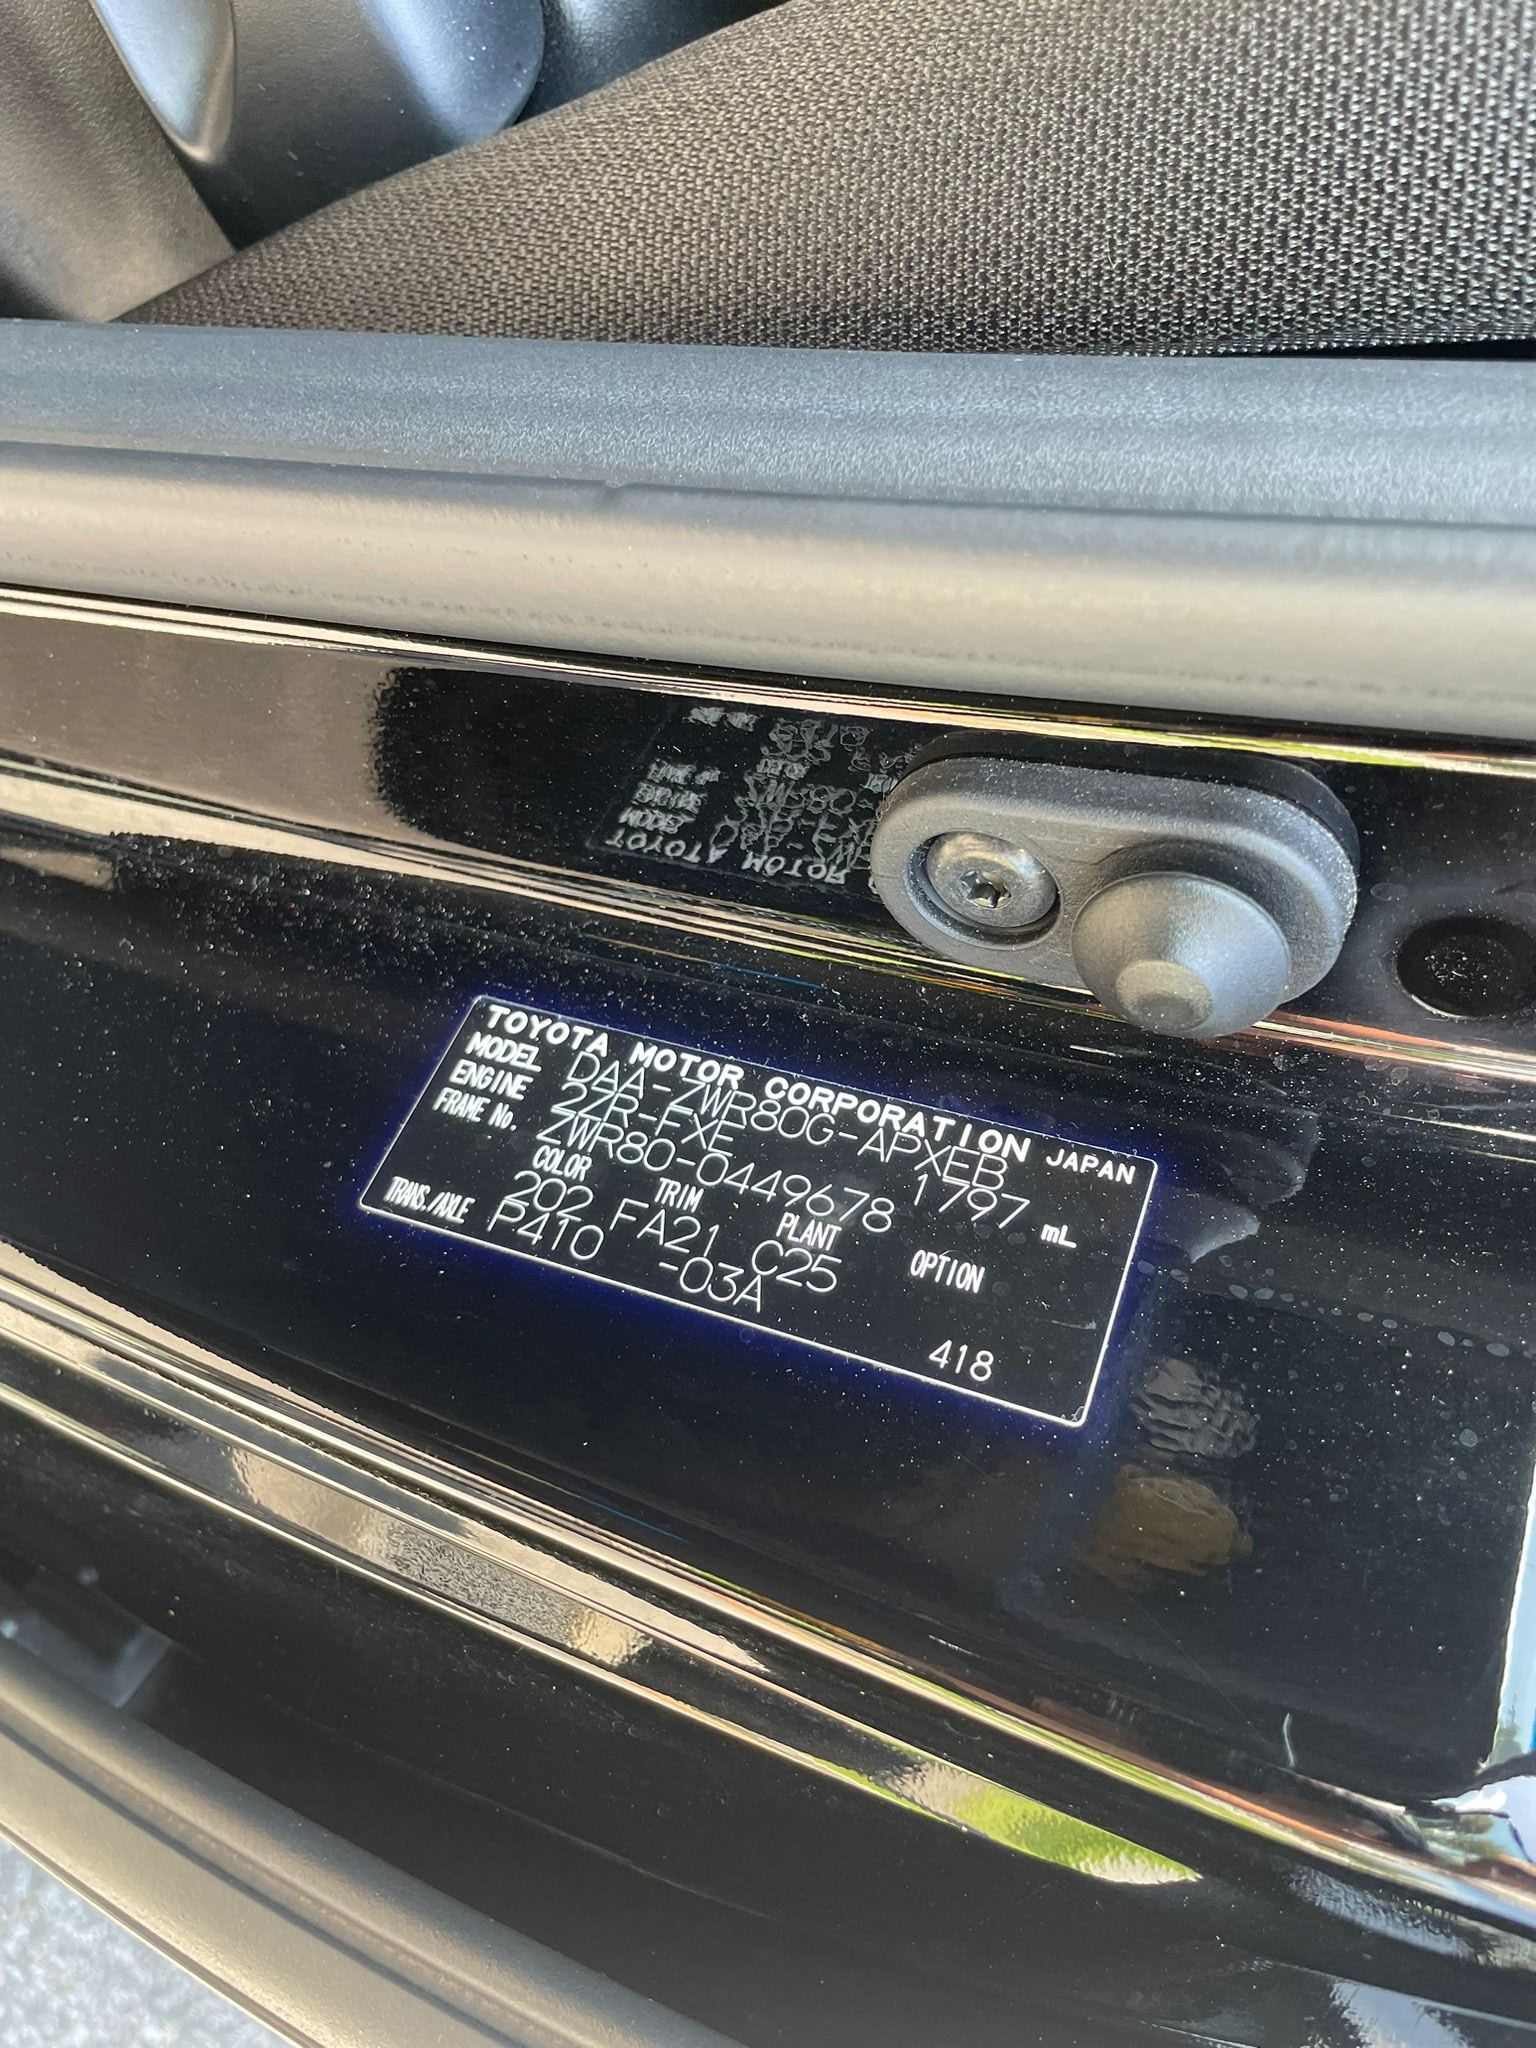 TOYOTA MOTOR CORPORATION JAPAN
MODEL DAA-ZWR80G-APXEB
ENGINE 2ZR-FXE 1797 mL
FRAME No. ZWR80-0449678
COLOR TRIM PLANT OPTION
202 FA21 C25
TRANS./AXLE P410 -03A
418